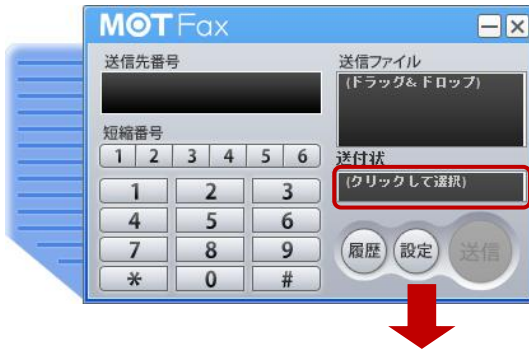 MOT Fax
送信先番号
送信ファイル
(ドラッグ&ドロップ)
短縮番号
1 2 3 4 5 6
送付状
(クリックして選択)
1 2 3
4 5 6
7 8 9
* 0 #
履歴 設定 送信